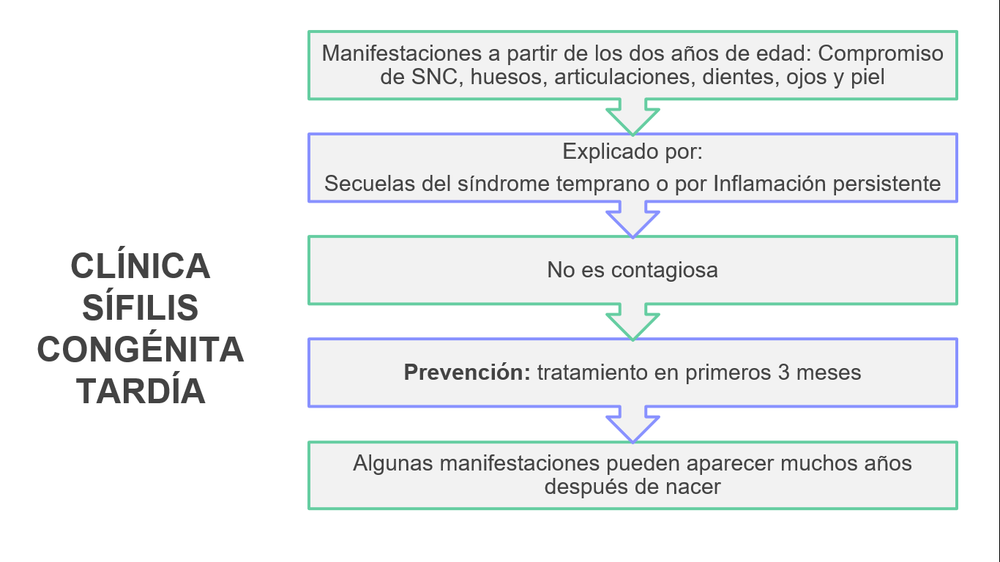 CLÍNICA
SÍFILIS
CONGÉNITA
TARDÍA
Manifestaciones a partir de los dos años de edad: Compromiso
de SNC, huesos, articulaciones, dientes, ojos y piel
Explicado por:
Secuelas del síndrome temprano o por Inflamación persistente
No es contagiosa
Prevención: tratamiento en primeros 3 meses
Algunas manifestaciones pueden aparecer muchos años
después de nacer